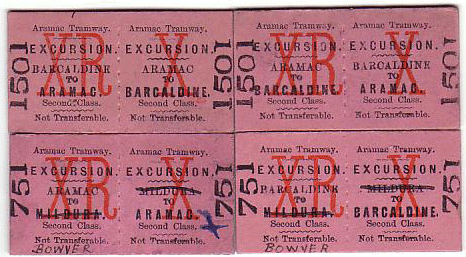 1501
Aramac Tramway.
EXCURSION.
BARCALDINE
TO
ARAMAC.
Second Class.
Not Transferable.
XR
Aramac Tramway.
EXCURSION.
ARAMAC
TO
BARCALDINE.
Second Class.
Not Transferable.
X
1501
1501
Aramac Tramway.
EXCURSION.
ARAMAC
TO
BARCALDINE.
Second Class.
Not Transferable.
XR
Aramac Tramway.
EXCURSION.
BARCALDINE
TO
ARAMAC.
Second Class.
Not Transferable.
X
751
Aramac Tramway.
EXCURSION.
ARAMAC
TO
MILDURA.
Second Class.
Not Transferable.
XR
BOWYER
Aramac Tramway.
EXCURSION.
MILDURA
TO
ARAMAC.
Second Class.
Not Transferable.
X
751
751
Aramac Tramway.
EXCURSION.
BARCALDINE
TO
MILDURA.
Second Class.
Not Transferable.
XR
BOWYER
Aramac Tramway.
EXCURSION.
MILDURA
TO
BARCALDINE.
Second Class.
Not Transferable.
X